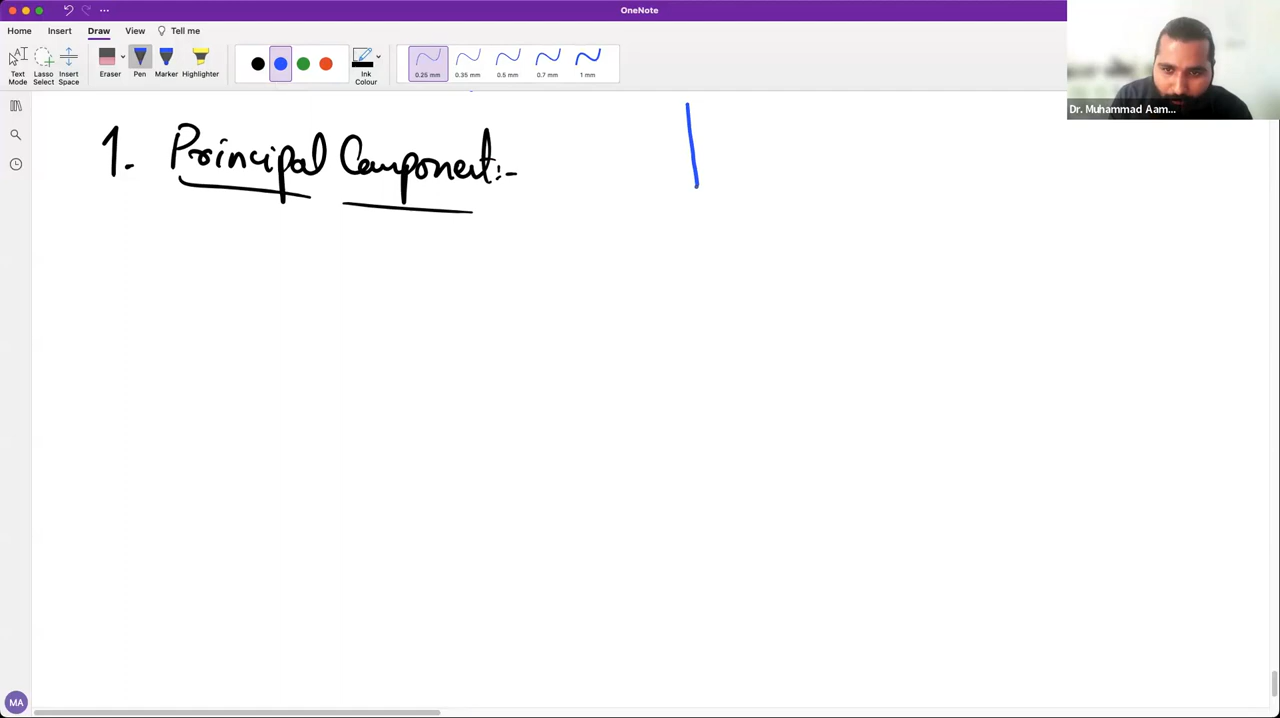 OneNote
Home Insert Draw View Tell me
Text Mode Lasso Select Insert Space Eraser Pen Marker Highlighter Ink Colour 0.25 mm 0.35 mm 0.5 mm 0.7 mm 1 mm
Dr. Muhammad Aam...
1. Principal Component:-
MA